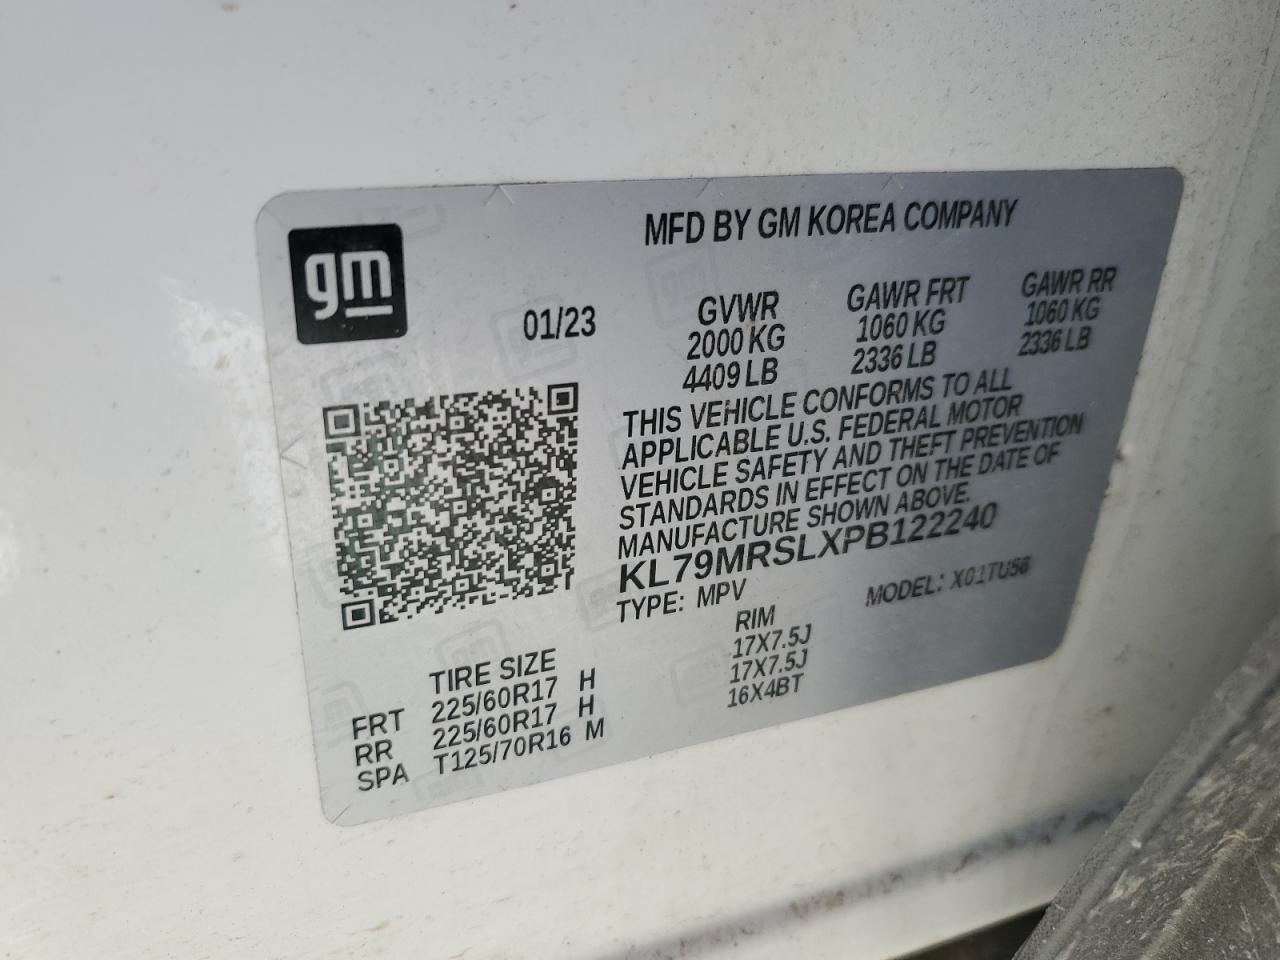 gm
MFD BY GM KOREA COMPANY
01/23
GVWR GAWR FRT GAWR RR
2000 KG 1060 KG 1060 KG
4409 LB 2336 LB 2336 LB
THIS VEHICLE CONFORMS TO ALL
APPLICABLE U.S. FEDERAL MOTOR
VEHICLE SAFETY AND THEFT PREVENTION
STANDARDS IN EFFECT ON THE DATE OF
MANUFACTURE SHOWN ABOVE.
KL79MRSLXPB122240
TYPE: MPV MODEL: X01TU56
TIRE SIZE RIM
FRT 225/60R17 H 17X7.5J
RR 225/60R17 H 17X7.5J
SPA T125/70R16 M 16X4BT